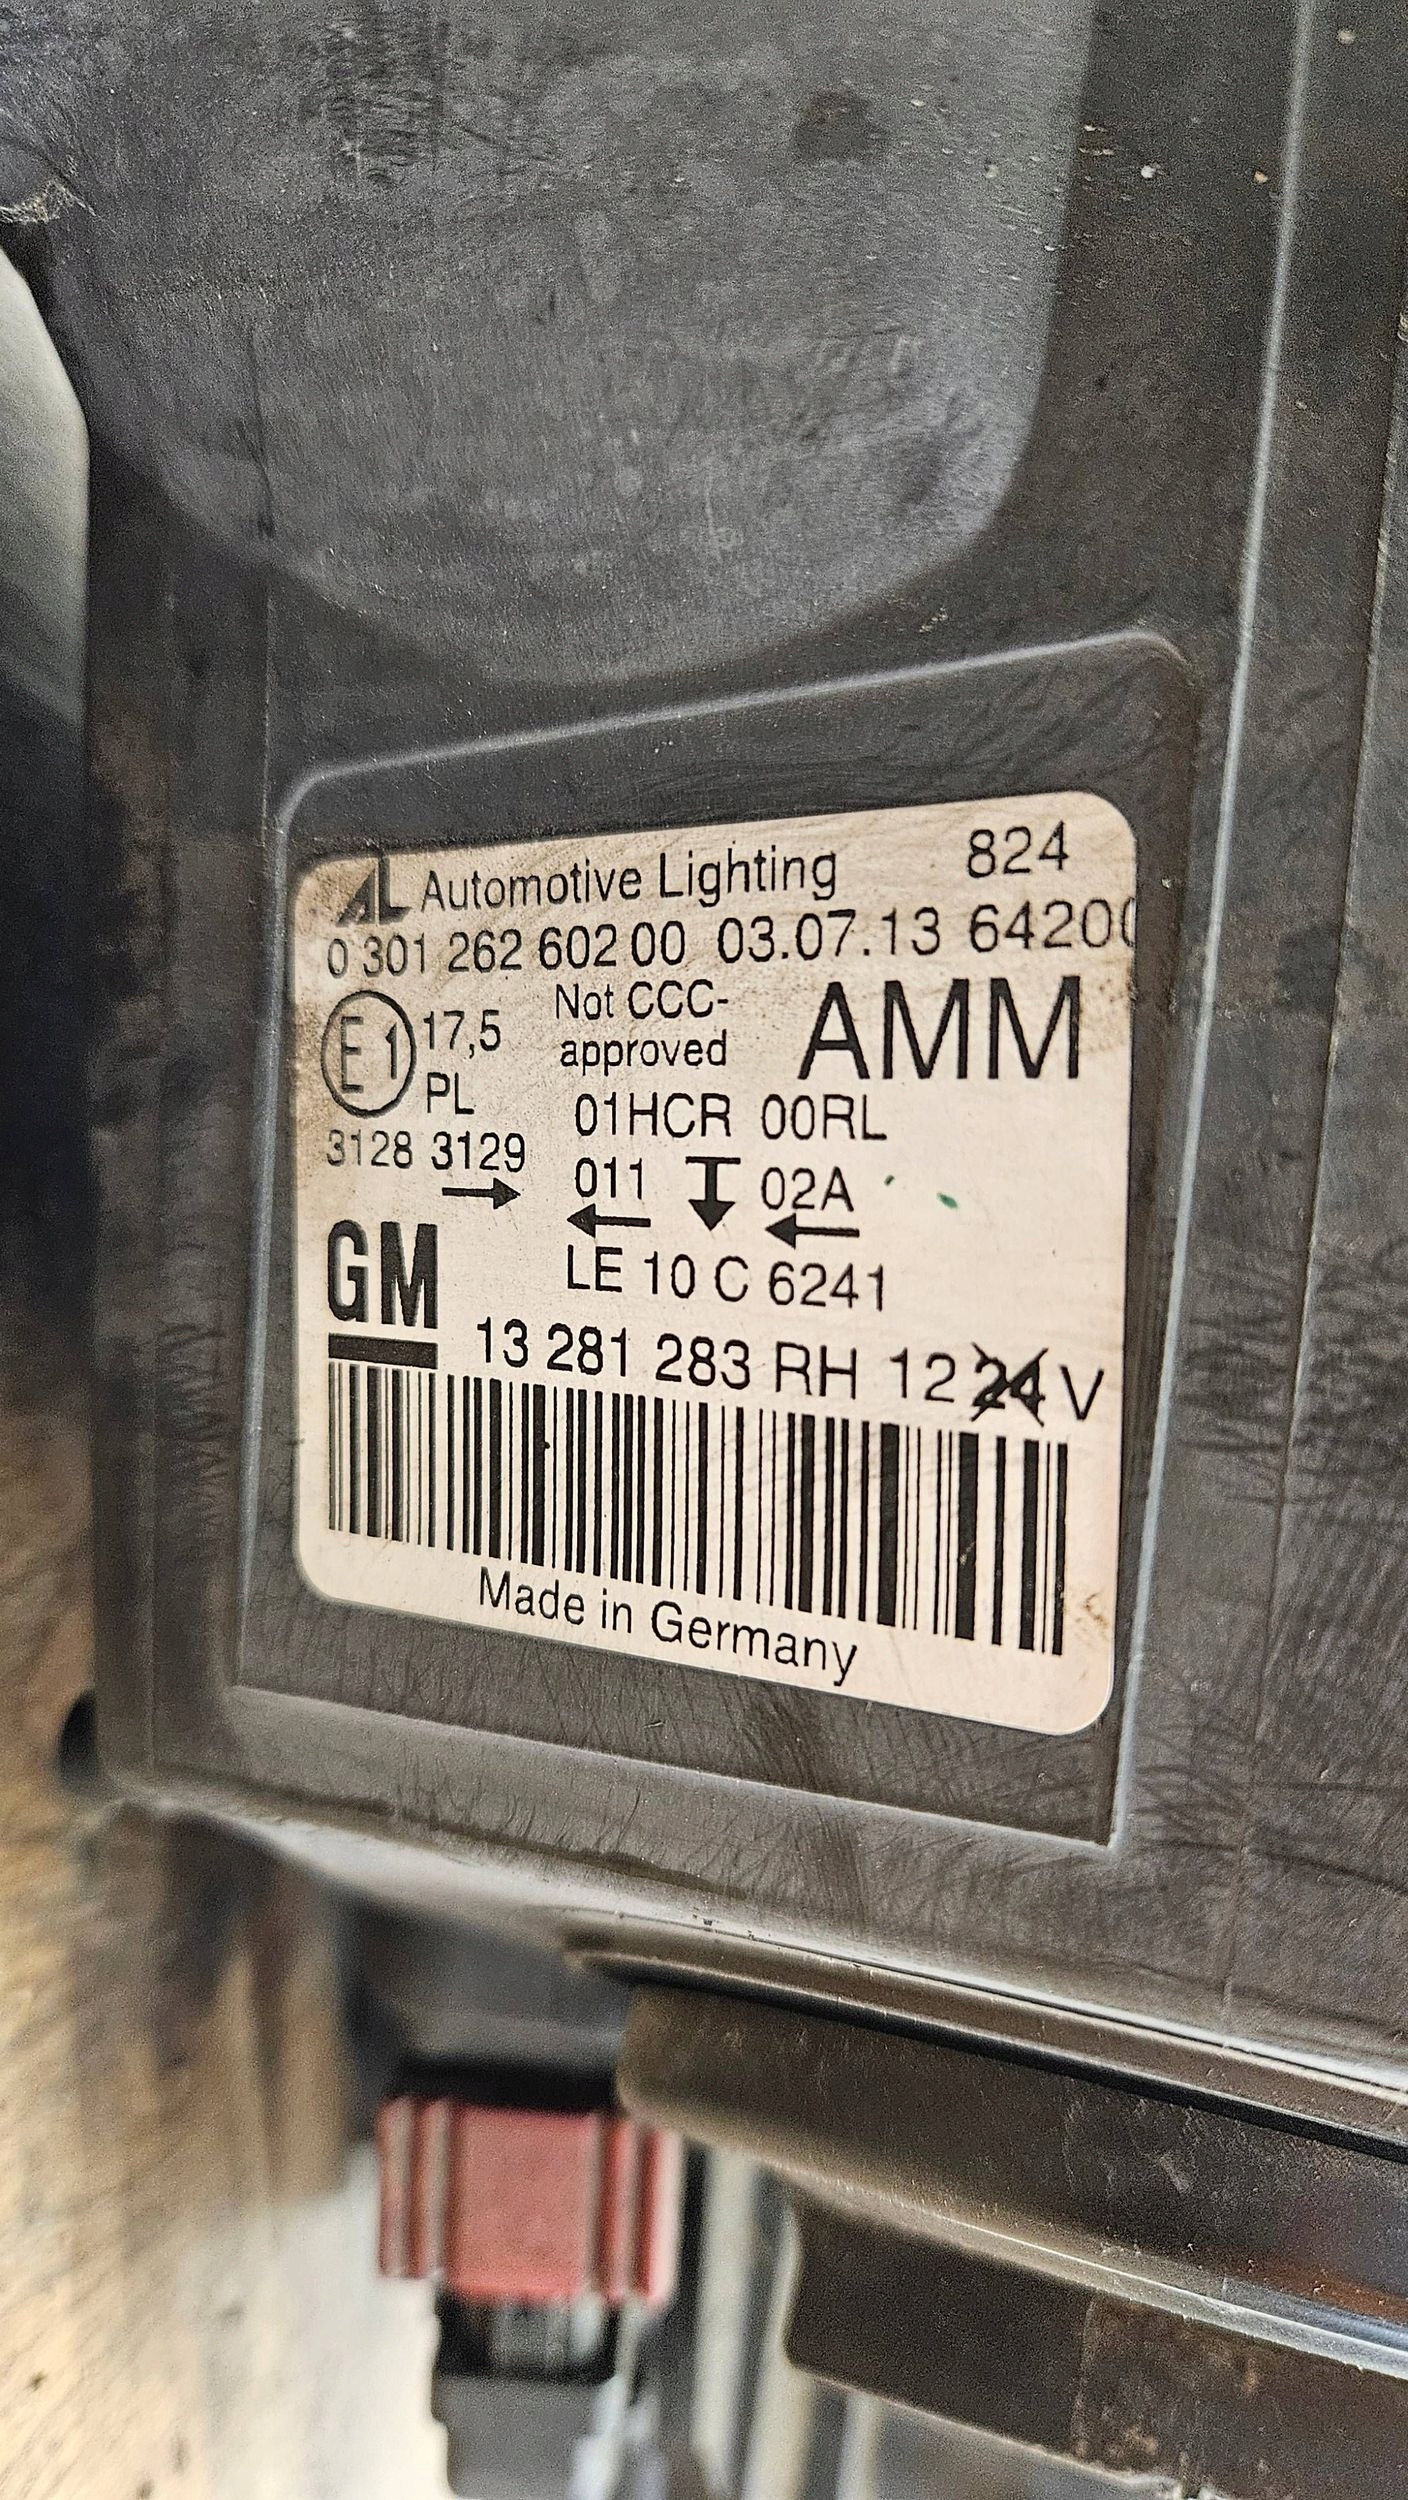 AL Automotive Lighting 824
0 301 262 602 00 03.07.13 64200
E1 17,5 Not CCC-
PL approved AMM
01HCR 00RL
3128 3129 011 02A
LE 10 C 6241
GM
13 281 283 RH 12 24 V
Made in Germany